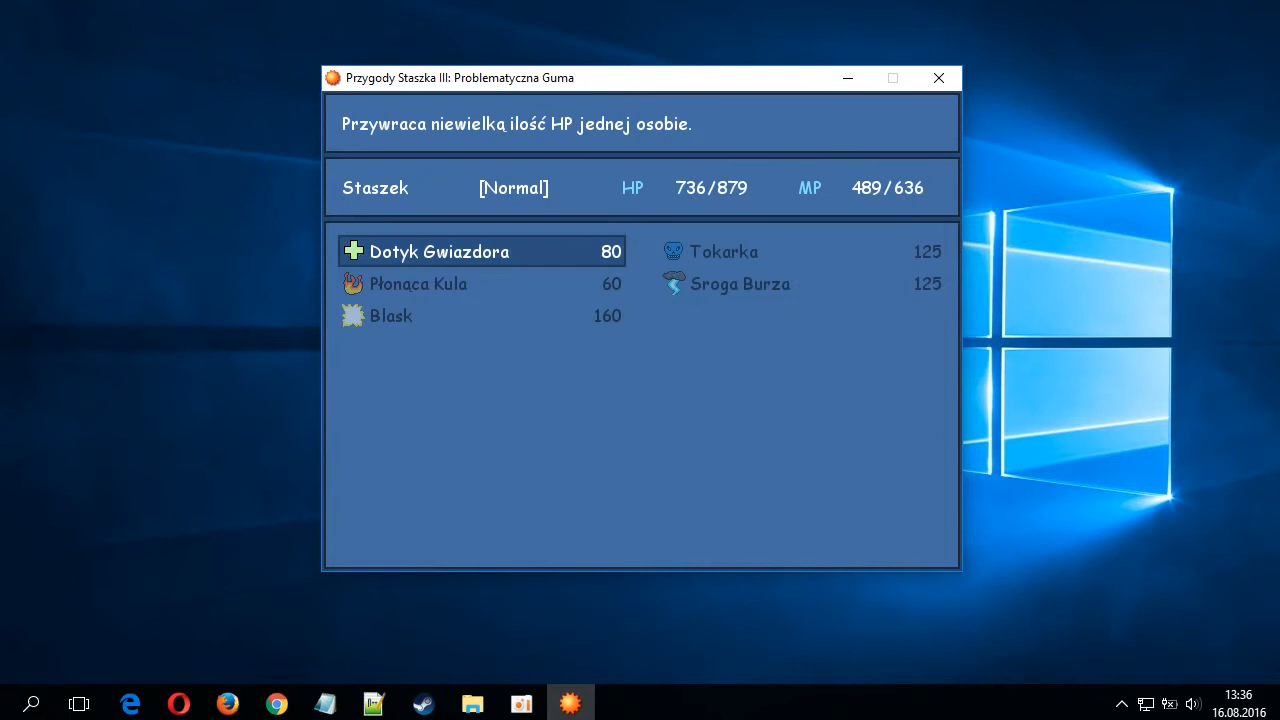 Przygody Staszka III: Problematyczna Guma
Przywraca niewielką ilość HP jednej osobie.
Staszek [Normal] HP 736/879 MP 489/636
Dotyk Gwiazdora 80 Tokarka 125
Płonąca Kula 60 Sroga Burza 125
Blask 160
13:36
16.08.2016